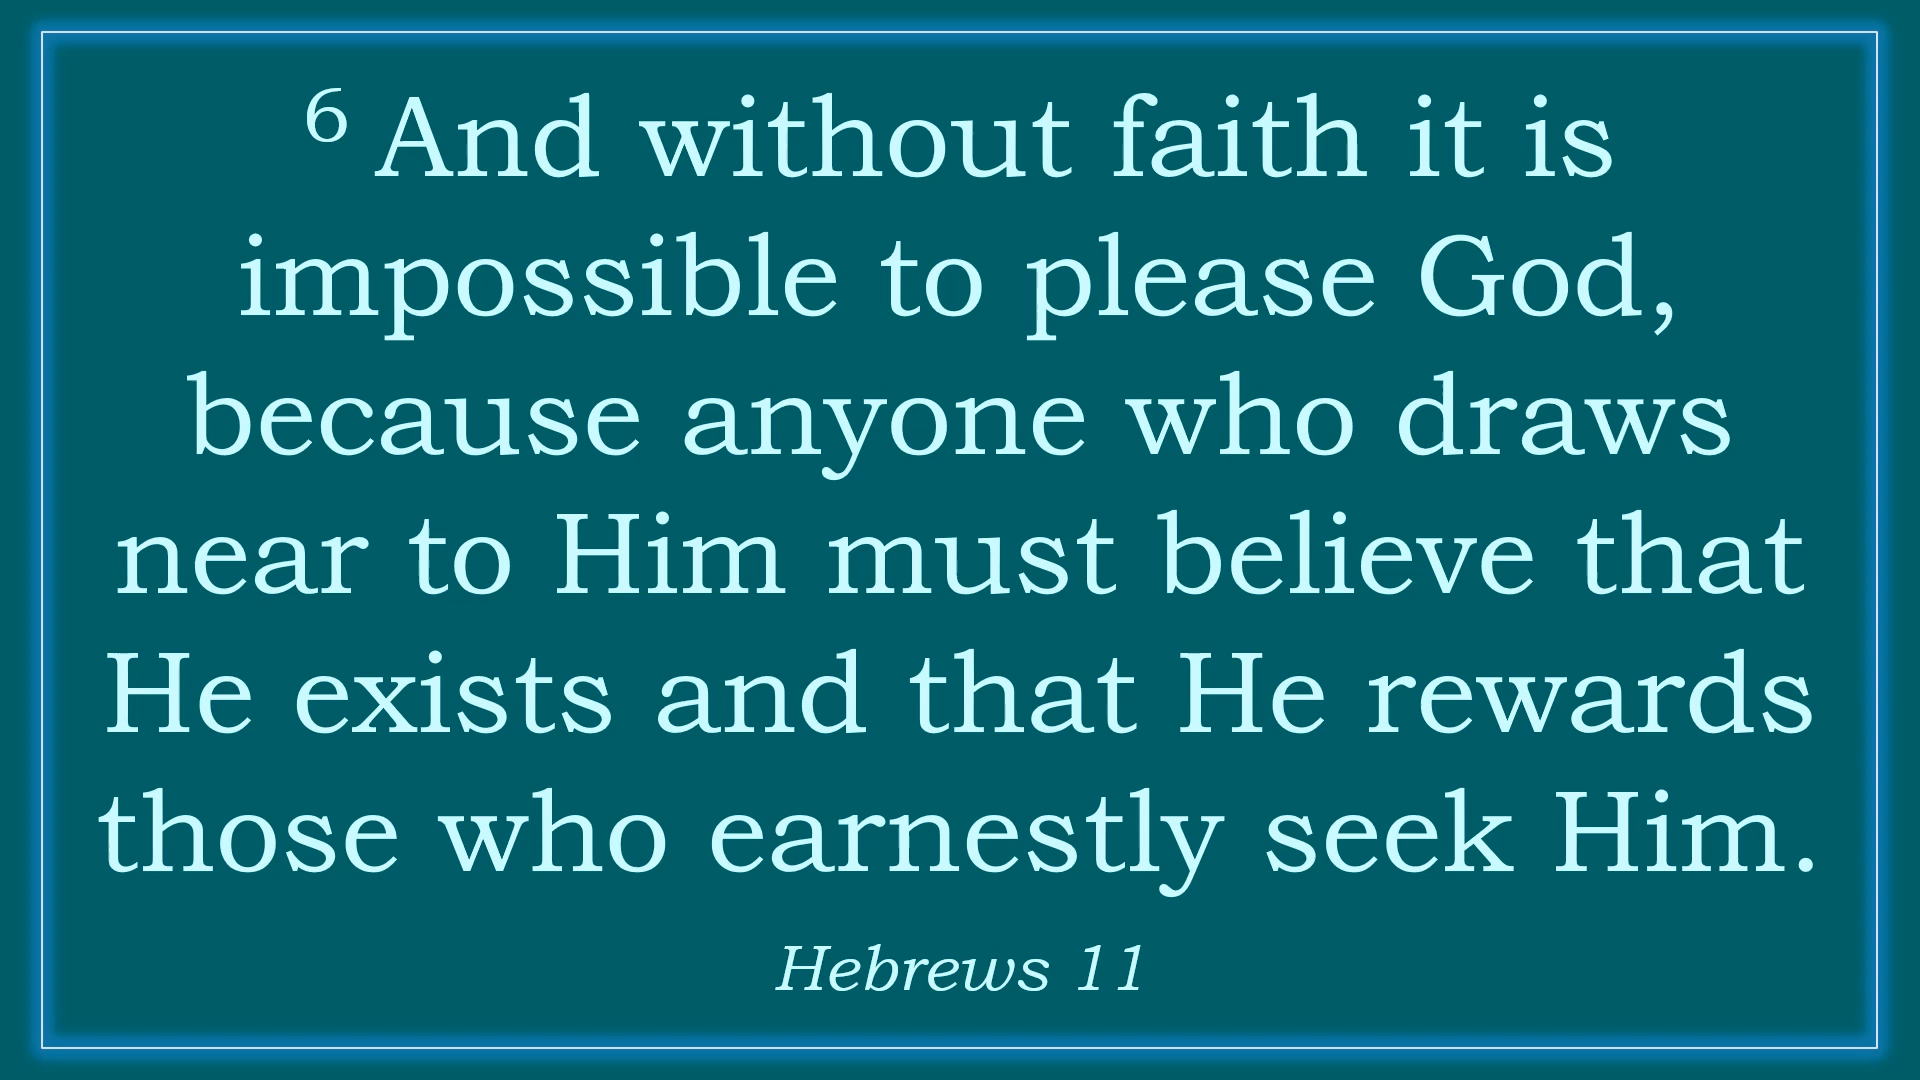 6 And without faith it is
impossible to please God,
because anyone who draws
near to Him must believe that
He exists and that He rewards
those who earnestly seek Him.
Hebrews 11